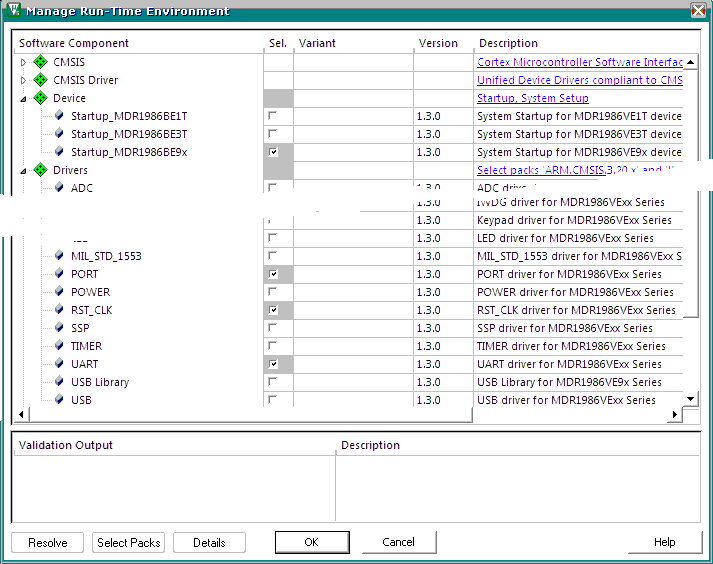 Manage Run-Time Environment
Software Component Sel. Variant Version Description
CMSIS Cortex Microcontroller Software Interfac
CMSIS Driver Unified Device Drivers compliant to CMS
Device Startup, System Setup
Startup_MDR1986BE1T 1.3.0 System Startup for MDR1986VE1T device
Startup_MDR1986BE3T 1.3.0 System Startup for MDR1986VE3T device
Startup_MDR1986BE9x 1.3.0 System Startup for MDR1986VE9x device
Drivers Select packs 'ARM.CMSIS.3.20.x' and
ADC 1.3.0 ADC drive
1.3.0 IWDG driver for MDR1986VExx Series
1.3.0 Keypad driver for MDR1986VExx Series
1.3.0 LED driver for MDR1986VExx Series
MIL_STD_1553 1.3.0 MIL_STD_1553 driver for MDR1986VExx S
PORT 1.3.0 PORT driver for MDR1986VExx Series
POWER 1.3.0 POWER driver for MDR1986VExx Series
RST_CLK 1.3.0 RST_CLK driver for MDR1986VExx Series
SSP 1.3.0 SSP driver for MDR1986VExx Series
TIMER 1.3.0 TIMER driver for MDR1986VExx Series
UART 1.3.0 UART driver for MDR1986VExx Series
USB Library 1.3.0 USB Library for MDR1986VE9x Series
USB 1.3.0 USB driver for MDR1986VExx Series
Validation Output Description
Resolve Select Packs Details OK Cancel Help